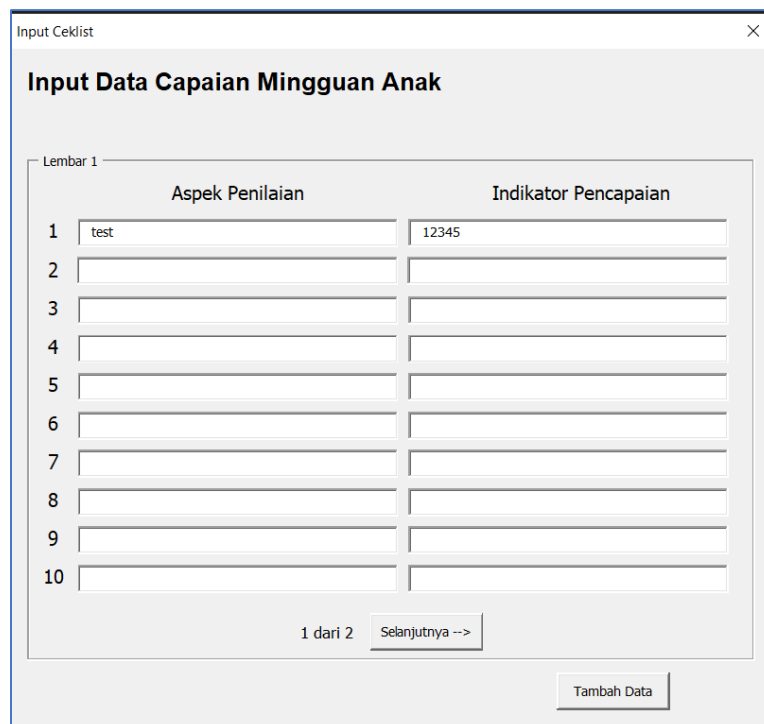 Input Ceklist
Input Data Capaian Mingguan Anak
Lembar 1
Aspek Penilaian Indikator Pencapaian
1 test 12345
2
3
4
5
6
7
8
9
10
1 dari 2 Selanjutnya -->
Tambah Data